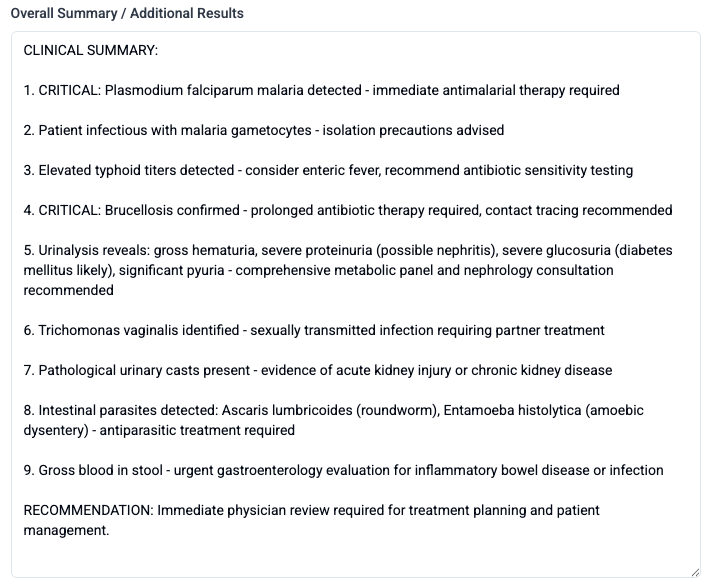 Overall Summary / Additional Results
CLINICAL SUMMARY:
1. CRITICAL: Plasmodium falciparum malaria detected - immediate antimalarial therapy required
2. Patient infectious with malaria gametocytes - isolation precautions advised
3. Elevated typhoid titers detected - consider enteric fever, recommend antibiotic sensitivity testing
4. CRITICAL: Brucellosis confirmed - prolonged antibiotic therapy required, contact tracing recommended
5. Urinalysis reveals: gross hematuria, severe proteinuria (possible nephritis), severe glucosuria (diabetes
mellitus likely), significant pyuria - comprehensive metabolic panel and nephrology consultation
recommended
6. Trichomonas vaginalis identified - sexually transmitted infection requiring partner treatment
7. Pathological urinary casts present - evidence of acute kidney injury or chronic kidney disease
8. Intestinal parasites detected: Ascaris lumbricoides (roundworm), Entamoeba histolytica (amoebic
dysentery) - antiparasitic treatment required
9. Gross blood in stool - urgent gastroenterology evaluation for inflammatory bowel disease or infection
RECOMMENDATION: Immediate physician review required for treatment planning and patient
management.